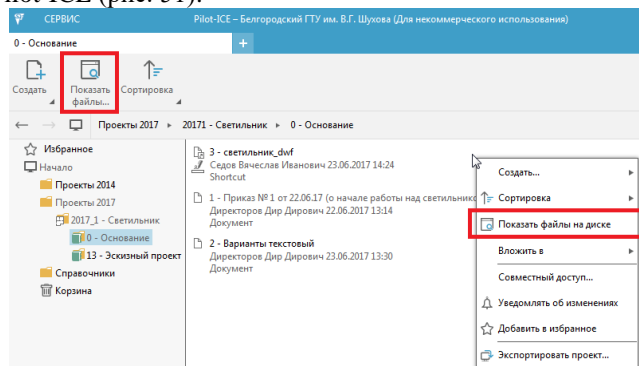 not-ICE (рис. 51).
СЕРВИС
Pilot-ICE – Белгородский ГТУ им. В.Г. Шухова (Для некоммерческого использования)
0 - Основание
+
Создать
Показать файлы...
Сортировка
Проекты 2017 ▸ 20171 - Светильник ▸ 0 - Основание
Избранное
Начало
Проекты 2014
Проекты 2017
2017_1 - Светильник
0 - Основание
13 - Эскизный проект
Справочники
Корзина
3 - светильник_dwf
Седов Вячеслав Иванович 23.06.2017 14:24
Shortcut
1 - Приказ № 1 от 22.06.17 (о начале работы над светильнико
Директоров Дир Дирович 22.06.2017 13:14
Документ
2 - Варианты текстовый
Директоров Дир Дирович 23.06.2017 13:30
Документ
Создать...
Сортировка
Показать файлы на диске
Вложить в
Совместный доступ...
Уведомлять об изменениях
Добавить в избранное
Экспортировать проект...